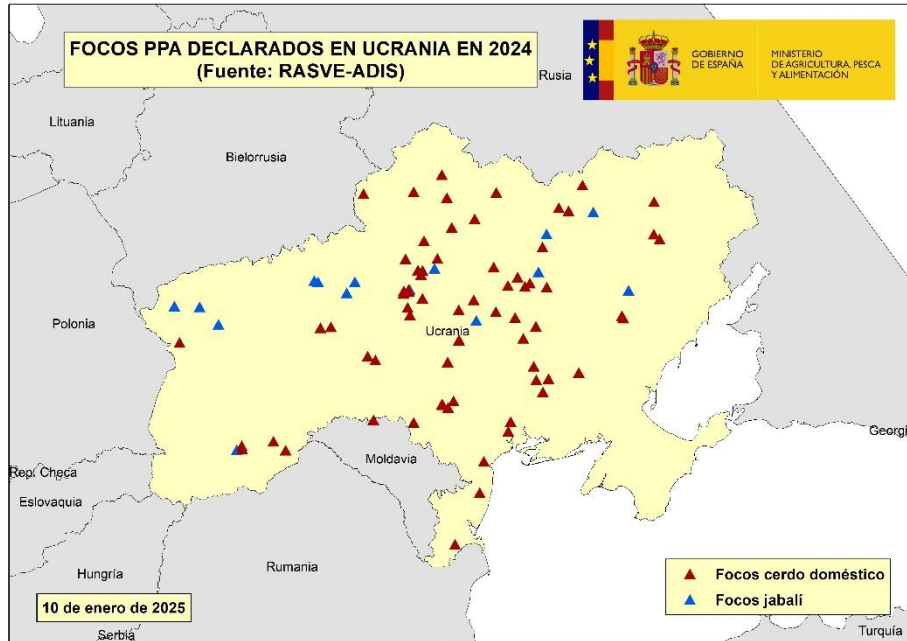 FOCOS PPA DECLARADOS EN UCRANIA EN 2024
(Fuente: RASVE-ADIS)
GOBIERNO
DE ESPAÑA
MINISTERIO
DE AGRICULTURA, PESCA
Y ALIMENTACIÓN
Rusia
Lituania
Bielorrusia
Polonia
Ucrania
Moldavia
Georgi
Rep. Checa
Eslovaquia
Hungría
Rumania
Focos cerdo doméstico
Focos jabalí
10 de enero de 2025
Serbia
Turquía